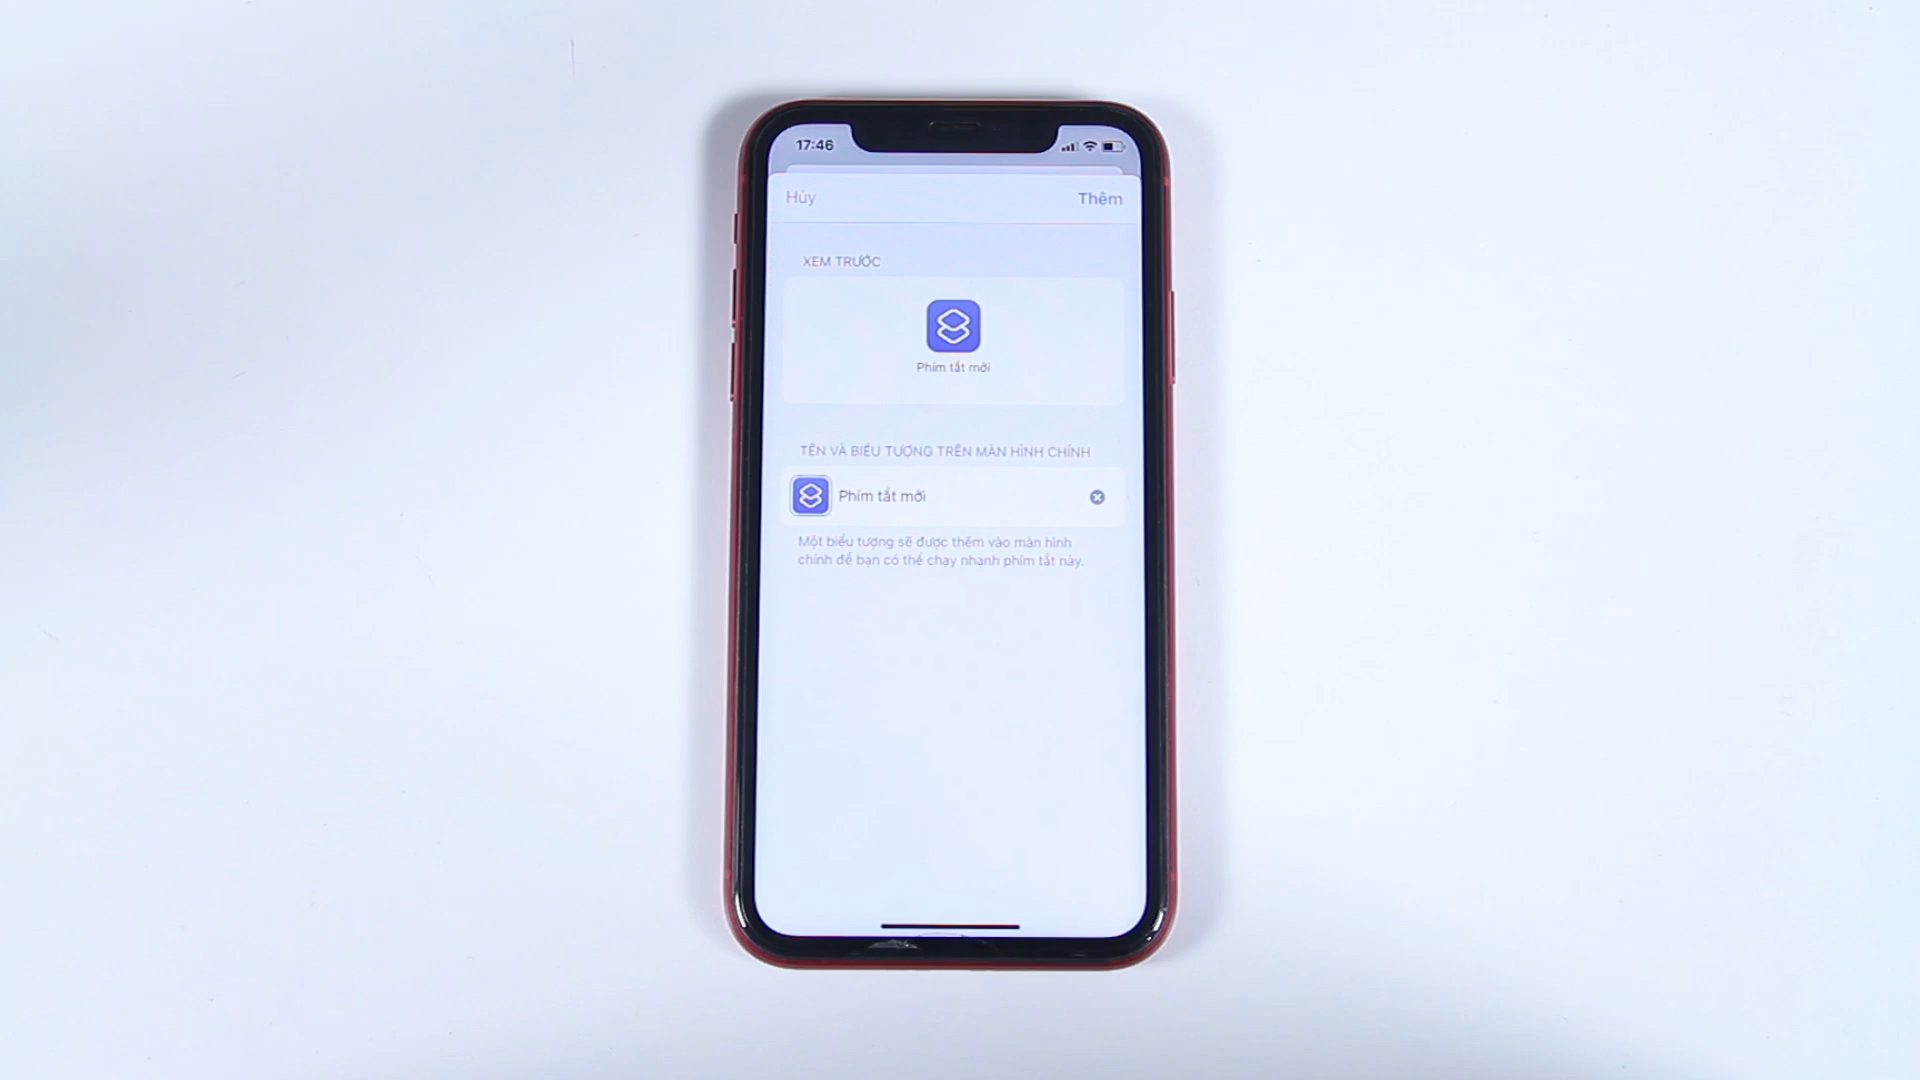 17:46
Hủy
Thêm
XEM TRƯỚC
Phím tắt mới
TÊN VÀ BIỂU TƯỢNG TRÊN MÀN HÌNH CHÍNH
Phím tắt mới
Một biểu tượng sẽ được thêm vào màn hình
chính để bạn có thể chạy nhanh phím tắt này.